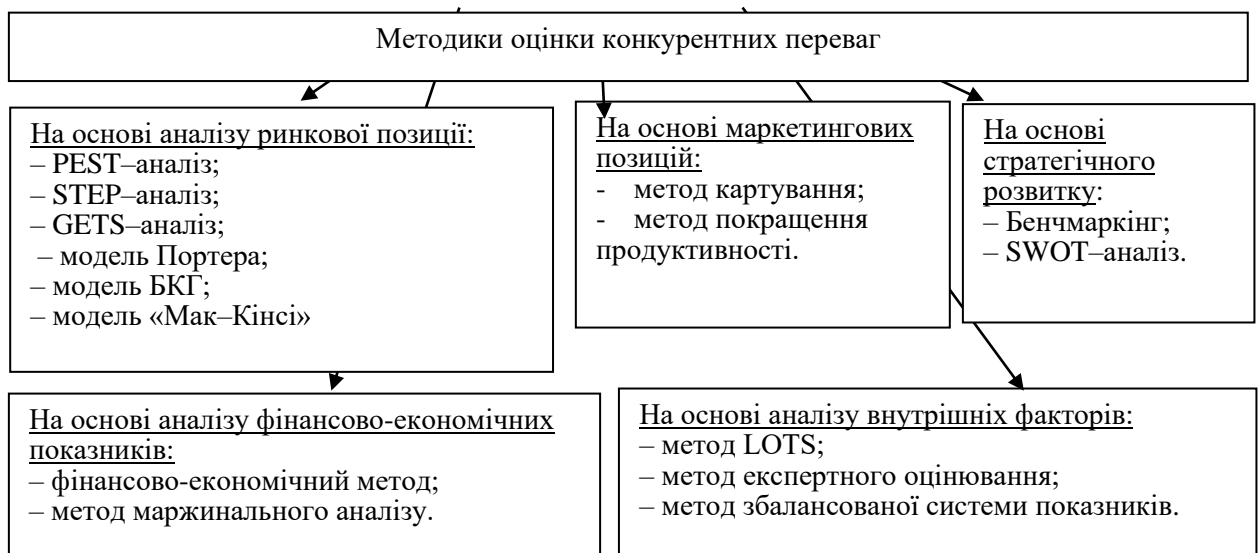 Методики оцінки конкурентних переваг
На основі аналізу ринкової позиції:
– PEST–аналіз;
– STEP–аналіз;
– GETS–аналіз;
– модель Портера;
– модель БКГ;
– модель «Мак–Кінсі»
На основі маркетингових
позицій:
- метод картування;
- метод покращення
продуктивності.
На основі
стратегічного
розвитку:
– Бенчмаркінг;
– SWOT–аналіз.
На основі аналізу фінансово-економічних
показників:
– фінансово-економічний метод;
– метод маржинального аналізу.
На основі аналізу внутрішніх факторів:
– метод LOTS;
– метод експертного оцінювання;
– метод збалансованої системи показників.